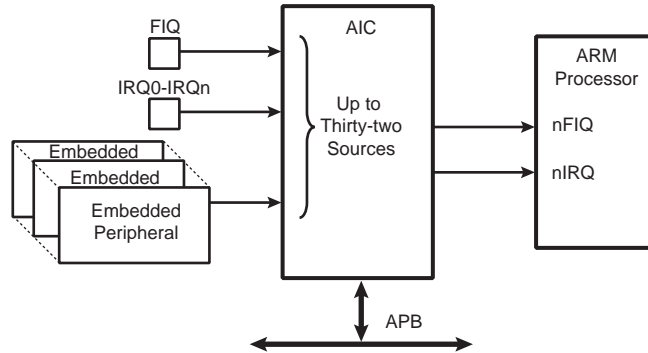 FIQ
IRQ0-IRQn
Embedded
Embedded
Embedded
Peripheral
AIC
Up to
Thirty-two
Sources
ARM
Processor
nFIQ
nIRQ
APB